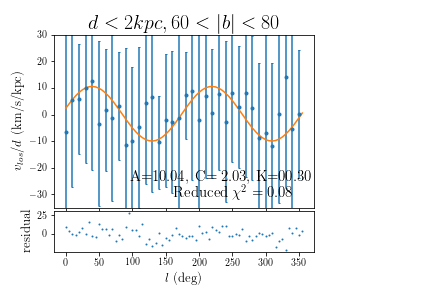 d < 2kpc, 60 < |b| < 80
v_los/d (km/s/kpc)
30
20
10
0
−10
−20
−30
A=10.04, C= 2.03, K=00.30
Reduced χ² = 0.08
residual
25
0
0 50 100 150 200 250 300 350
l (deg)